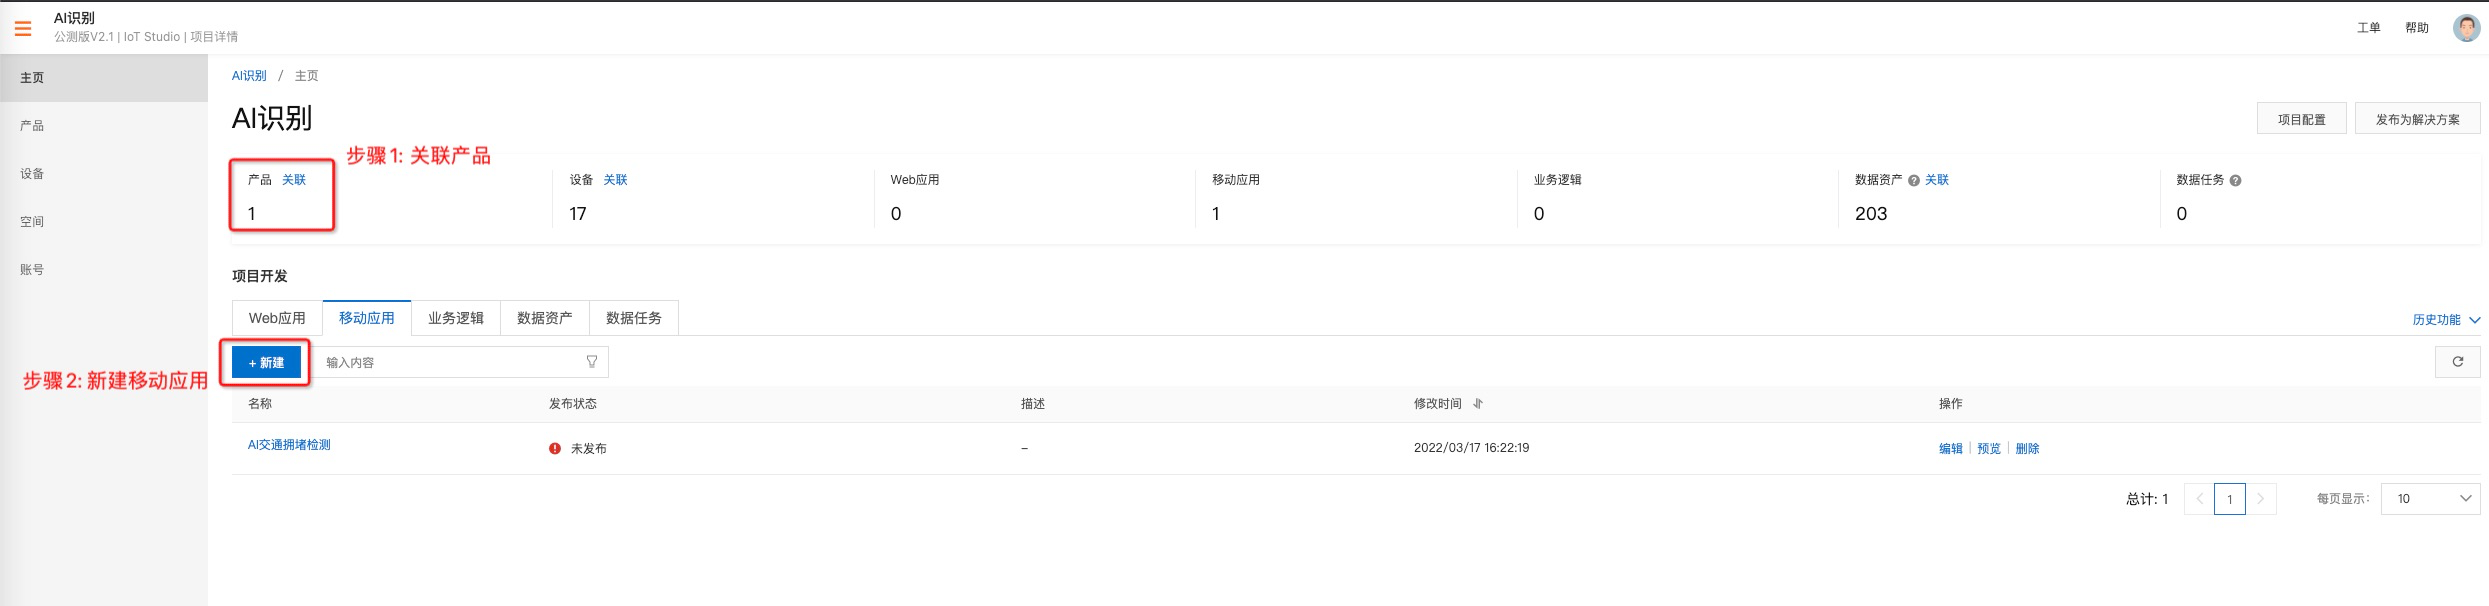 AI识别
公测版V2.1 | IoT Studio | 项目详情
工单 帮助
主页
产品
设备
空间
账号
AI识别 / 主页
AI识别
项目配置 发布为解决方案
步骤1: 关联产品
产品 关联 设备 关联 Web应用 移动应用 业务逻辑 数据资产 ? 关联 数据任务 ?
1 17 0 1 0 203 0
项目开发
Web应用 移动应用 业务逻辑 数据资产 数据任务
历史功能
+ 新建 输入内容
步骤2: 新建移动应用
名称 发布状态 描述 修改时间 操作
AI交通拥堵检测 未发布 – 2022/03/17 16:22:19 编辑 | 预览 | 删除
总计: 1 1 每页显示: 10